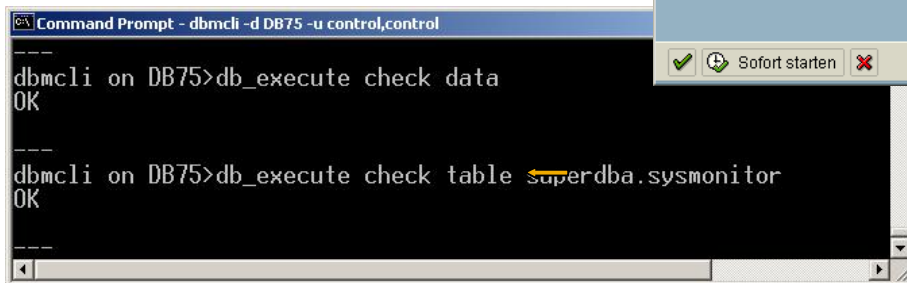 Command Prompt - dbmcli -d DB75 -u control,control
Sofort starten
---
dbmcli on DB75>db_execute check data
OK
---
dbmcli on DB75>db_execute check table superdba.sysmonitor
OK
---